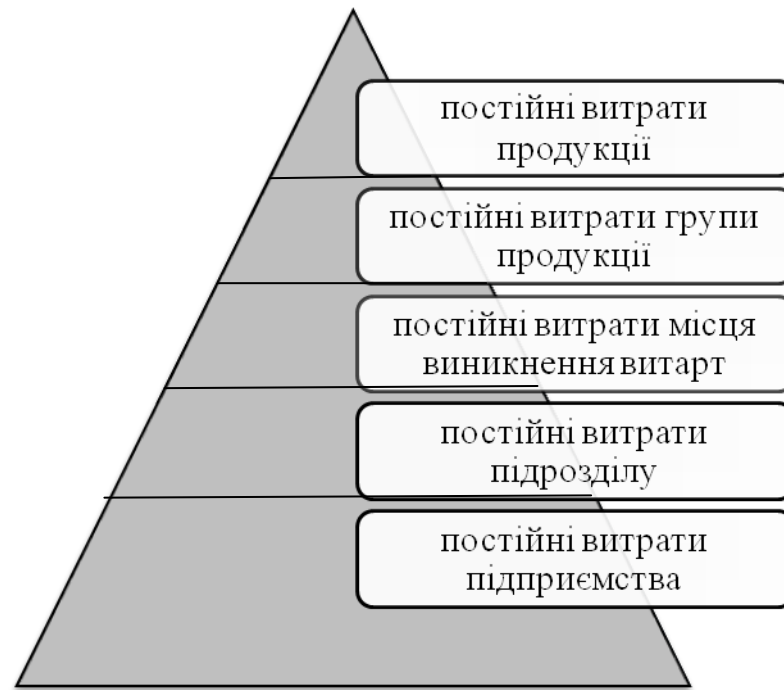 постійні витрати
продукції
постійні витрати групи
продукції
постійні витрати місця
виникнення витарт
постійні витрати
підрозділу
постійні витрати
підприємства